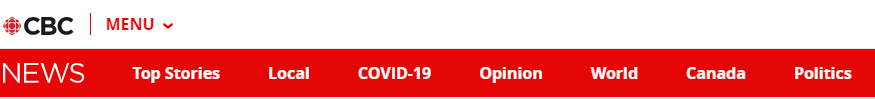 CBC MENU
NEWS Top Stories Local COVID-19 Opinion World Canada Politics